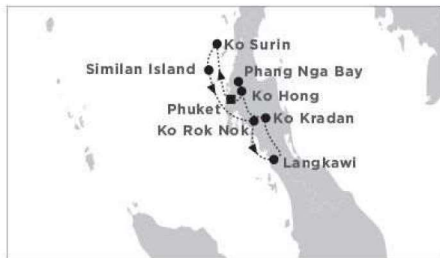 Ko Surin
Similan Island
Phang Nga Bay
Ko Hong
Phuket
Ko Rok Nok
Ko Kradan
Langkawi